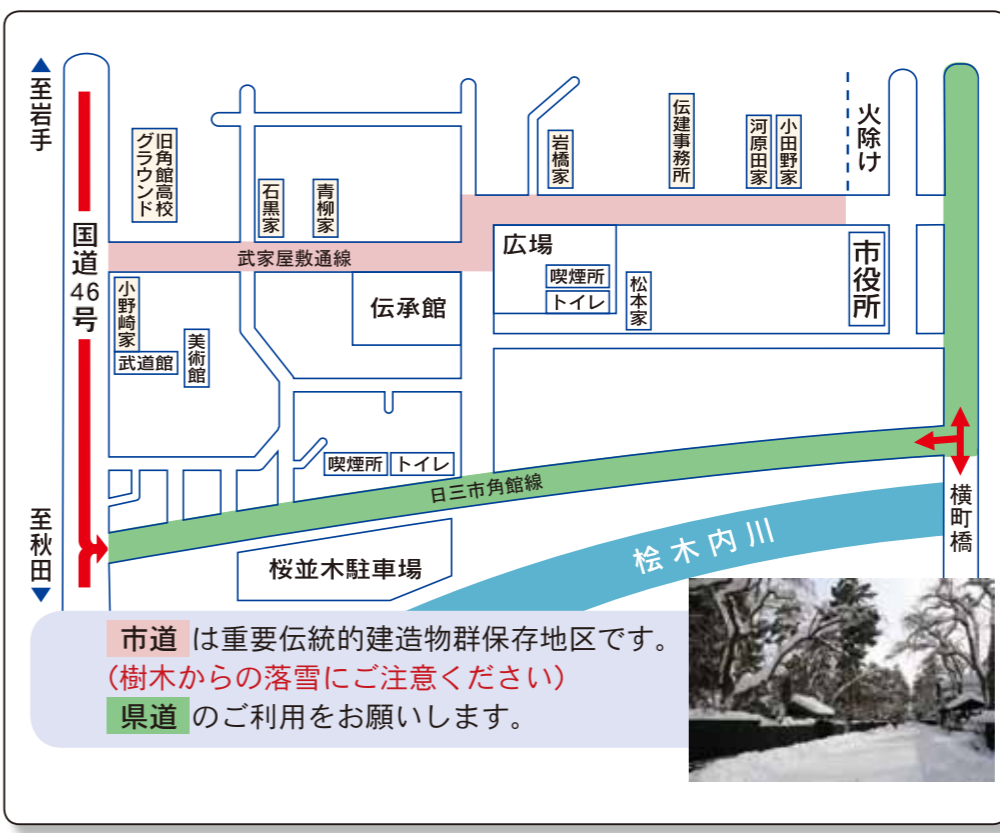 ▲至岩手
国道46号
至秋田▼
旧角館高校
グラウンド
石黒家
青柳家
岩橋家
伝建事務所
河原田家
小田野家
火除け
武家屋敷通線
小野崎家
武道館
美術館
伝承館
広場
喫煙所
トイレ
松本家
市役所
喫煙所
トイレ
日三市角館線
横町橋
桜並木駐車場
桧木内川
市道 は重要伝統的建造物群保存地区です。
(樹木からの落雪にご注意ください)
県道 のご利用をお願いします。